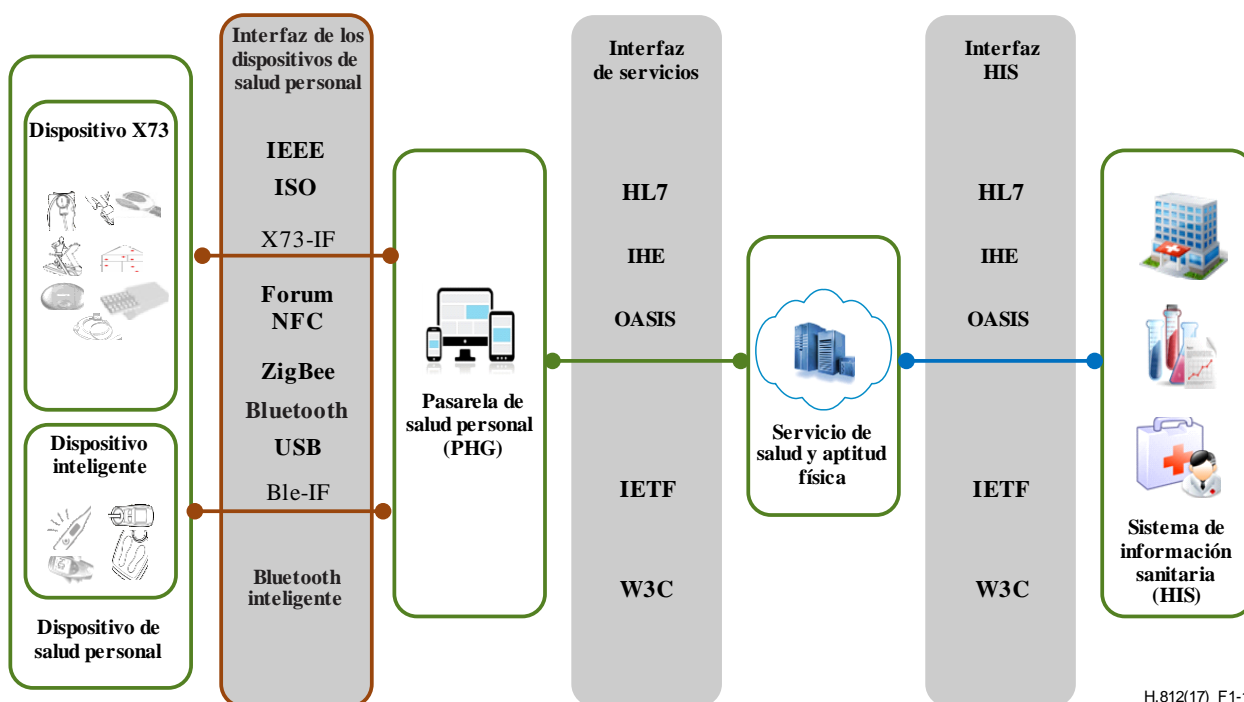 Dispositivo X73
Dispositivo
inteligente
Dispositivo de
salud personal
Interfaz de los
dispositivos de
salud personal
IEEE
ISO
X73-IF
Forum
NFC
ZigBee
Bluetooth
USB
Ble-IF
Bluetooth
inteligente
Pasarela de
salud personal
(PHG)
Interfaz
de servicios
HL7
IHE
OASIS
IETF
W3C
Servicio de
salud y aptitud
física
Interfaz
HIS
HL7
IHE
OASIS
IETF
W3C
Sistema de
información
sanitaria
(HIS)